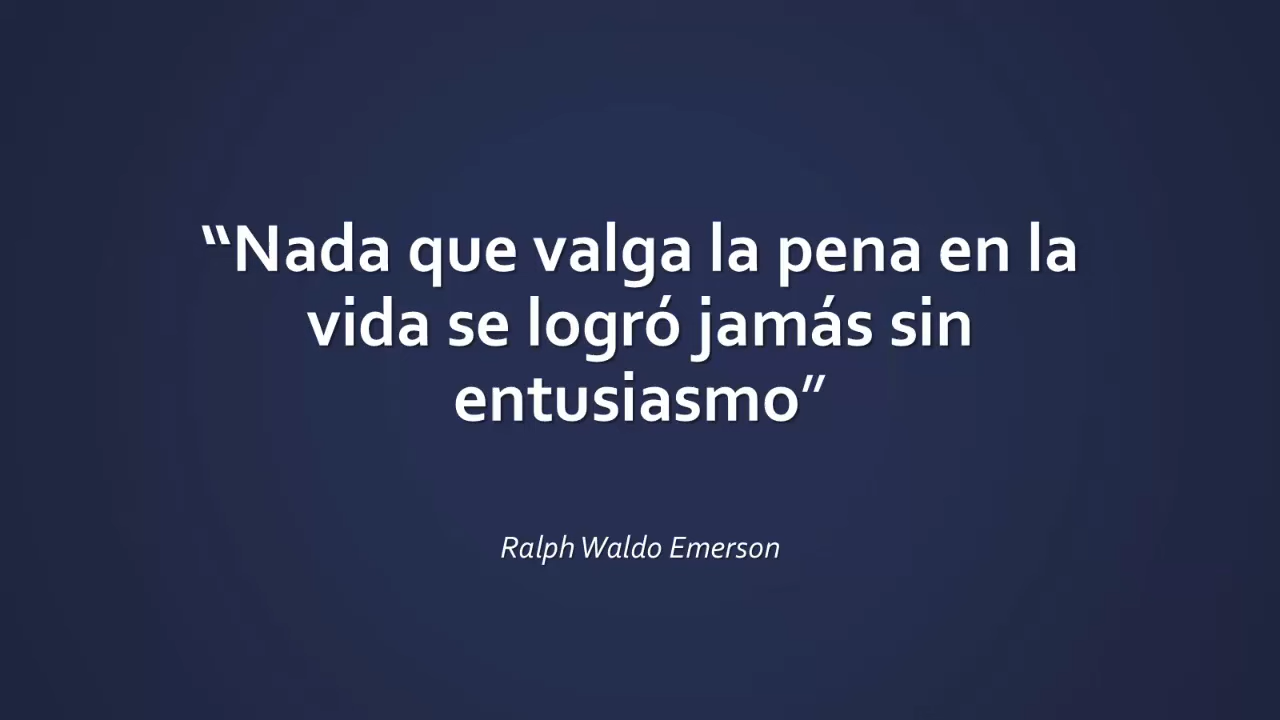 “Nada que valga la pena en la
vida se logró jamás sin
entusiasmo”
Ralph Waldo Emerson